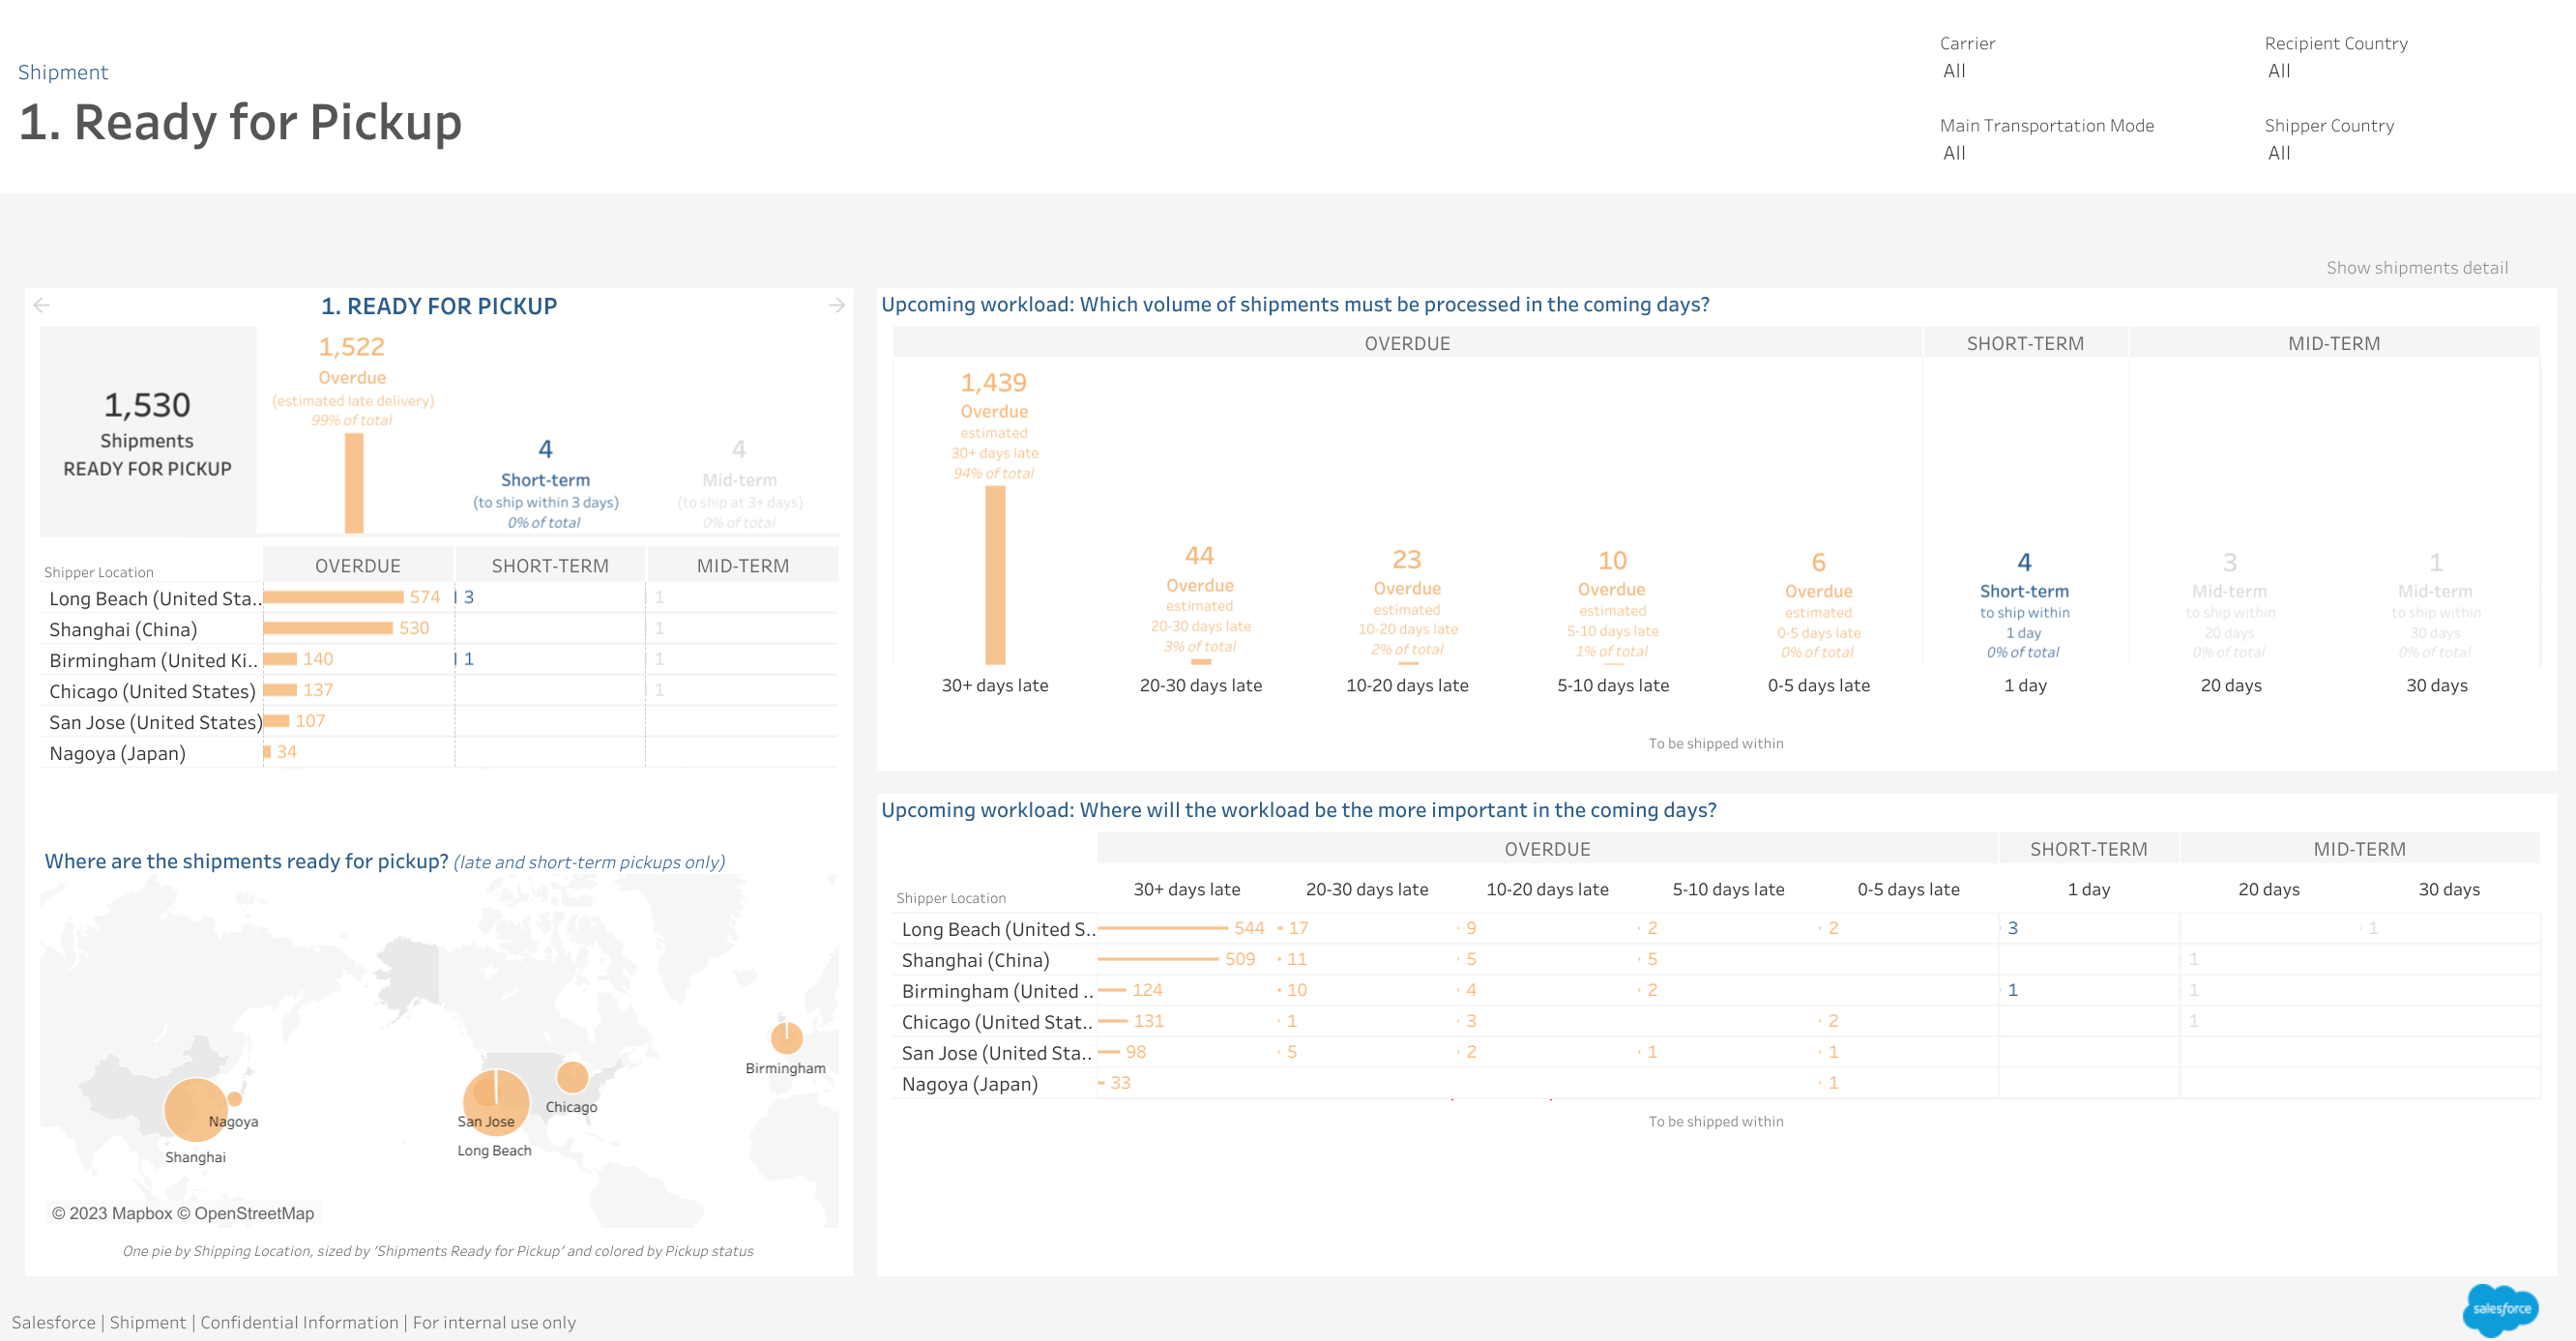 Shipment
1. Ready for Pickup
Carrier
All
Recipient Country
All
Main Transportation Mode
All
Shipper Country
All
Show shipments detail
1. READY FOR PICKUP
1,530
Shipments
READY FOR PICKUP
1,522
Overdue
(estimated late delivery)
99% of total
4
Short-term
(to ship within 3 days)
0% of total
4
Mid-term
(to ship at 3+ days)
0% of total
Shipper Location OVERDUE SHORT-TERM MID-TERM
Long Beach (United Sta.. 574 3 1
Shanghai (China) 530 1
Birmingham (United Ki.. 140 1 1
Chicago (United States) 137 1
San Jose (United States) 107
Nagoya (Japan) 34
Where are the shipments ready for pickup? (late and short-term pickups only)
Birmingham
Chicago
San Jose
Long Beach
Nagoya
Shanghai
© 2023 Mapbox © OpenStreetMap
One pie by Shipping Location, sized by 'Shipments Ready for Pickup' and colored by Pickup status
Upcoming workload: Which volume of shipments must be processed in the coming days?
OVERDUE SHORT-TERM MID-TERM
1,439
Overdue
estimated
30+ days late
94% of total
44
Overdue
estimated
20-30 days late
3% of total
23
Overdue
estimated
10-20 days late
2% of total
10
Overdue
estimated
5-10 days late
1% of total
6
Overdue
estimated
0-5 days late
0% of total
4
Short-term
to ship within
1 day
0% of total
3
Mid-term
to ship within
20 days
0% of total
1
Mid-term
to ship within
30 days
0% of total
30+ days late 20-30 days late 10-20 days late 5-10 days late 0-5 days late 1 day 20 days 30 days
To be shipped within
Upcoming workload: Where will the workload be the more important in the coming days?
OVERDUE SHORT-TERM MID-TERM
Shipper Location 30+ days late 20-30 days late 10-20 days late 5-10 days late 0-5 days late 1 day 20 days 30 days
Long Beach (United S.. 544 17 9 2 2 3 1
Shanghai (China) 509 11 5 5 1
Birmingham (United .. 124 10 4 2 1 1
Chicago (United Stat.. 131 1 3 2 1
San Jose (United Sta.. 98 5 2 1 1
Nagoya (Japan) 33 1
To be shipped within
Salesforce | Shipment | Confidential Information | For internal use only
salesforce